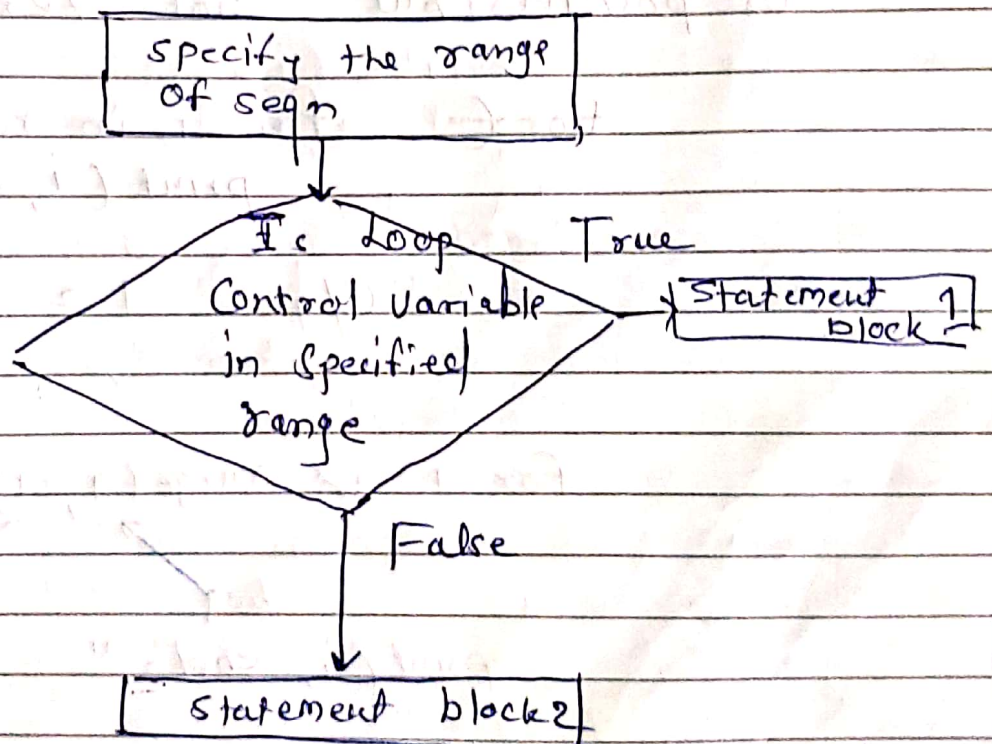 specify the range
of seqn
Is Loop
True
Control variable
in specified
range
Statement
block 1
False
statement block2